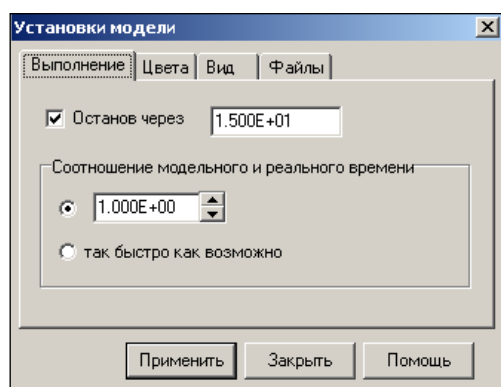 Установки модели
Выполнение Цвета Вид Файлы
Останов через 1.500E+01
Соотношение модельного и реального времени
1.000E+00
так быстро как возможно
Применить Закрыть Помощь